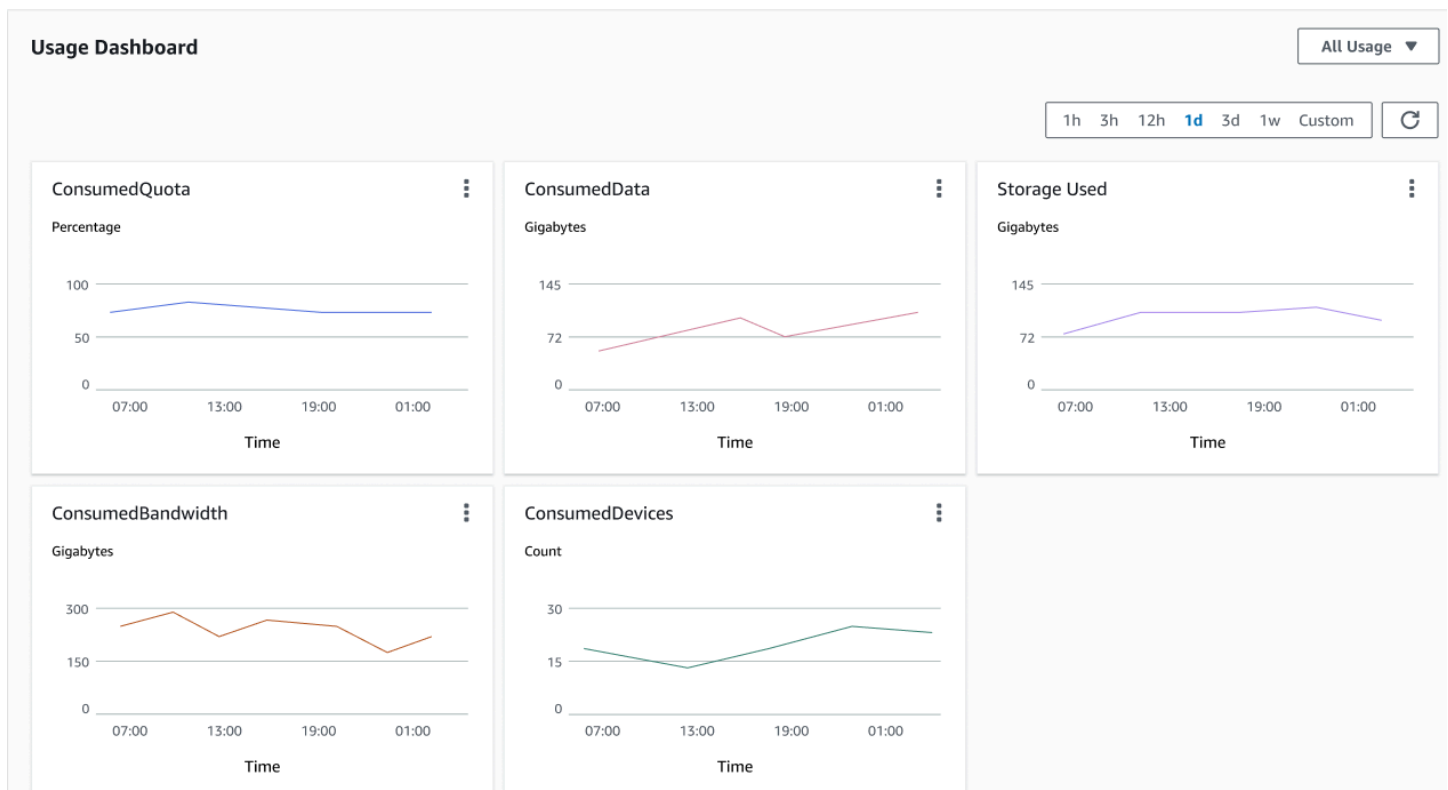 Usage Dashboard
All Usage
1h 3h 12h 1d 3d 1w Custom
ConsumedQuota
Percentage
100
50
0
07:00 13:00 19:00 01:00
Time
ConsumedData
Gigabytes
145
72
0
07:00 13:00 19:00 01:00
Time
Storage Used
Gigabytes
145
72
0
07:00 13:00 19:00 01:00
Time
ConsumedBandwidth
Gigabytes
300
150
0
07:00 13:00 19:00 01:00
Time
ConsumedDevices
Count
30
15
0
07:00 13:00 19:00 01:00
Time